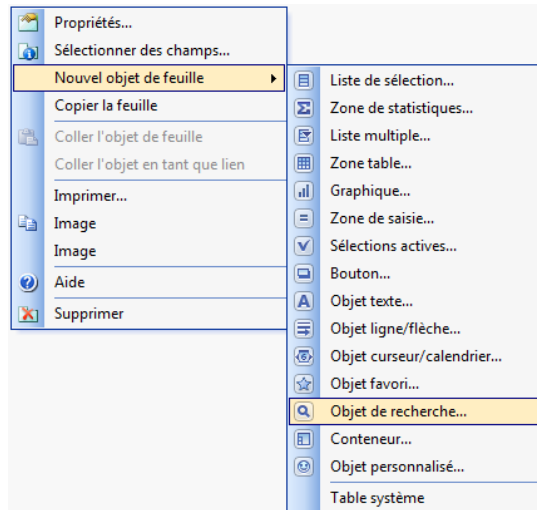 Propriétés...
Sélectionner des champs...
Nouvel objet de feuille
Copier la feuille
Coller l'objet de feuille
Coller l'objet en tant que lien
Imprimer...
Image
Image
Aide
Supprimer
Liste de sélection...
Zone de statistiques...
Liste multiple...
Zone table...
Graphique...
Zone de saisie...
Sélections actives...
Bouton...
Objet texte...
Objet ligne/flèche...
Objet curseur/calendrier...
Objet favori...
Objet de recherche...
Conteneur...
Objet personnalisé...
Table système